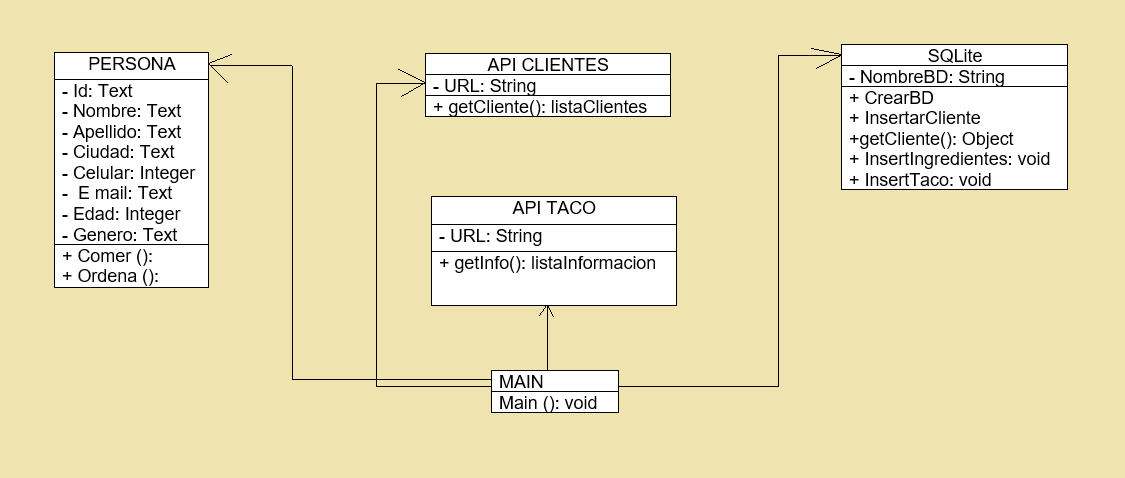 PERSONA
- Id: Text
- Nombre: Text
- Apellido: Text
- Ciudad: Text
- Celular: Integer
- E mail: Text
- Edad: Integer
- Genero: Text
+ Comer ():
+ Ordena ():
API CLIENTES
- URL: String
+ getCliente(): listaClientes
API TACO
- URL: String
+ getInfo(): listaInformacion
MAIN
Main (): void
SQLite
- NombreBD: String
+ CrearBD
+ InsertarCliente
+getCliente(): Object
+ InsertIngredientes: void
+ InsertTaco: void